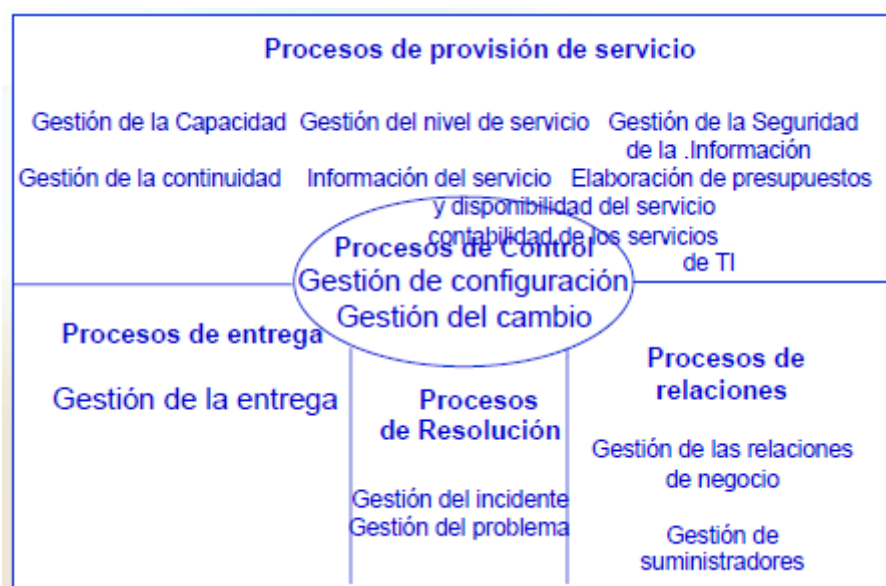 Procesos de provisión de servicio
Gestión de la Capacidad Gestión del nivel de servicio Gestión de la Seguridad
de la .Información
Gestión de la continuidad Información del servicio Elaboración de presupuestos
y disponibilidad del servicio
contabilidad de los servicios
de TI
Procesos de Control
Gestión de configuración
Gestión del cambio
Procesos de entrega
Gestión de la entrega
Procesos
de Resolución
Gestión del incidente
Gestión del problema
Procesos de
relaciones
Gestión de las relaciones
de negocio
Gestión de
suministradores